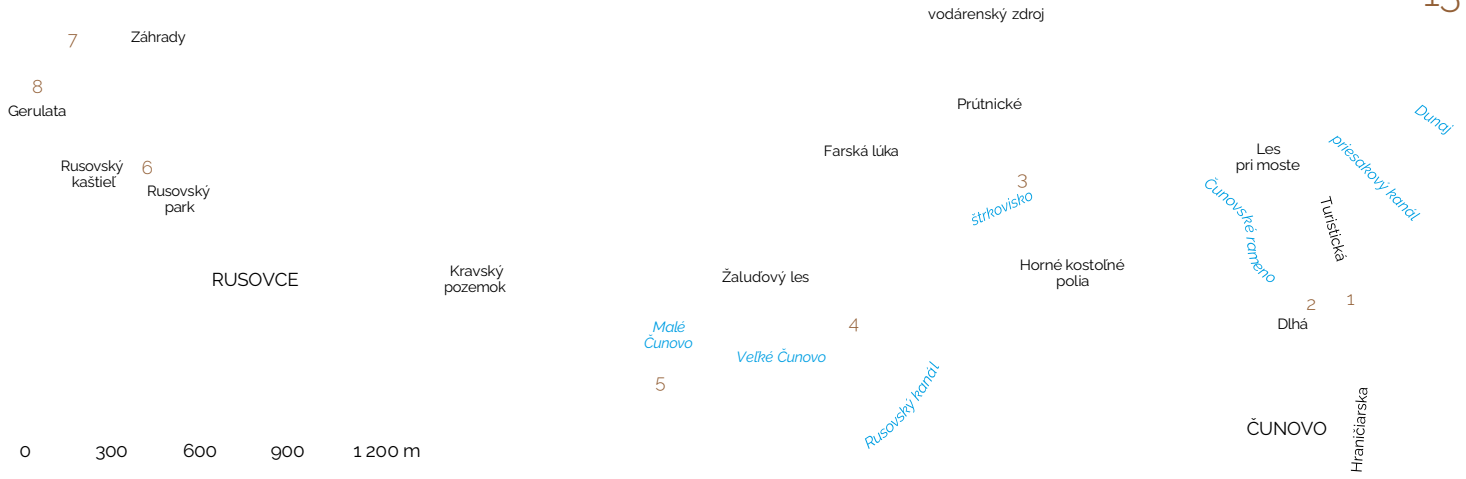 vodárenský zdroj
15
7
Záhrady
8
Gerulata
Prútnické
Dunaj
Rusovský
kaštieľ
6
Rusovský
park
Farská lúka
3
štrkovisko
Les
pri moste
priesakový kanál
Čunovské rameno
Turistická
RUSOVCE
Kravský
pozemok
Žaluďový les
Horné kostoľné
polia
2
1
Dlhá
Malé
Čunovo
4
Veľké Čunovo
5
Rusovský kanál
ČUNOVO
Hraničiarska
0 300 600 900 1 200 m